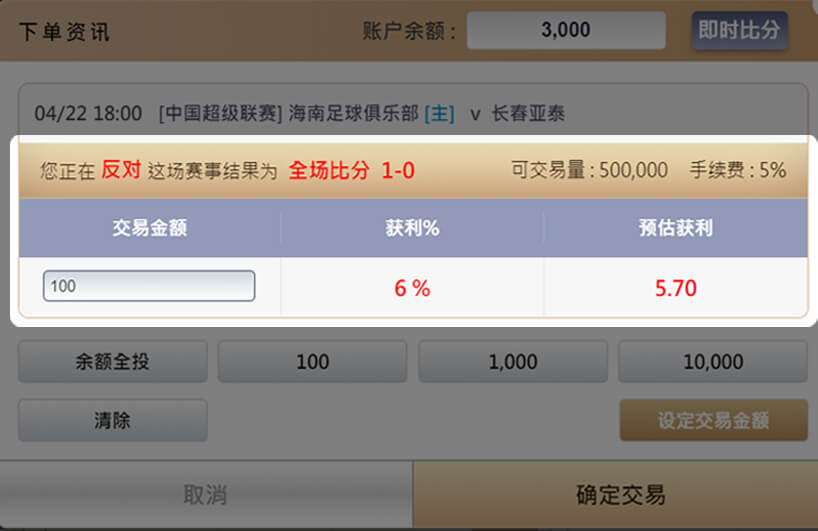 下单资讯 账户余额: 3,000 即时比分
04/22 18:00 [中国超级联赛] 海南足球俱乐部 [主] v 长春亚泰
您正在 反对 这场赛事结果为 全场比分 1-0 可交易量:500,000 手续费:5%
交易金额 获利% 预估获利
100 6 % 5.70
余额全投 100 1,000 10,000
清除 设定交易金额
取消 确定交易